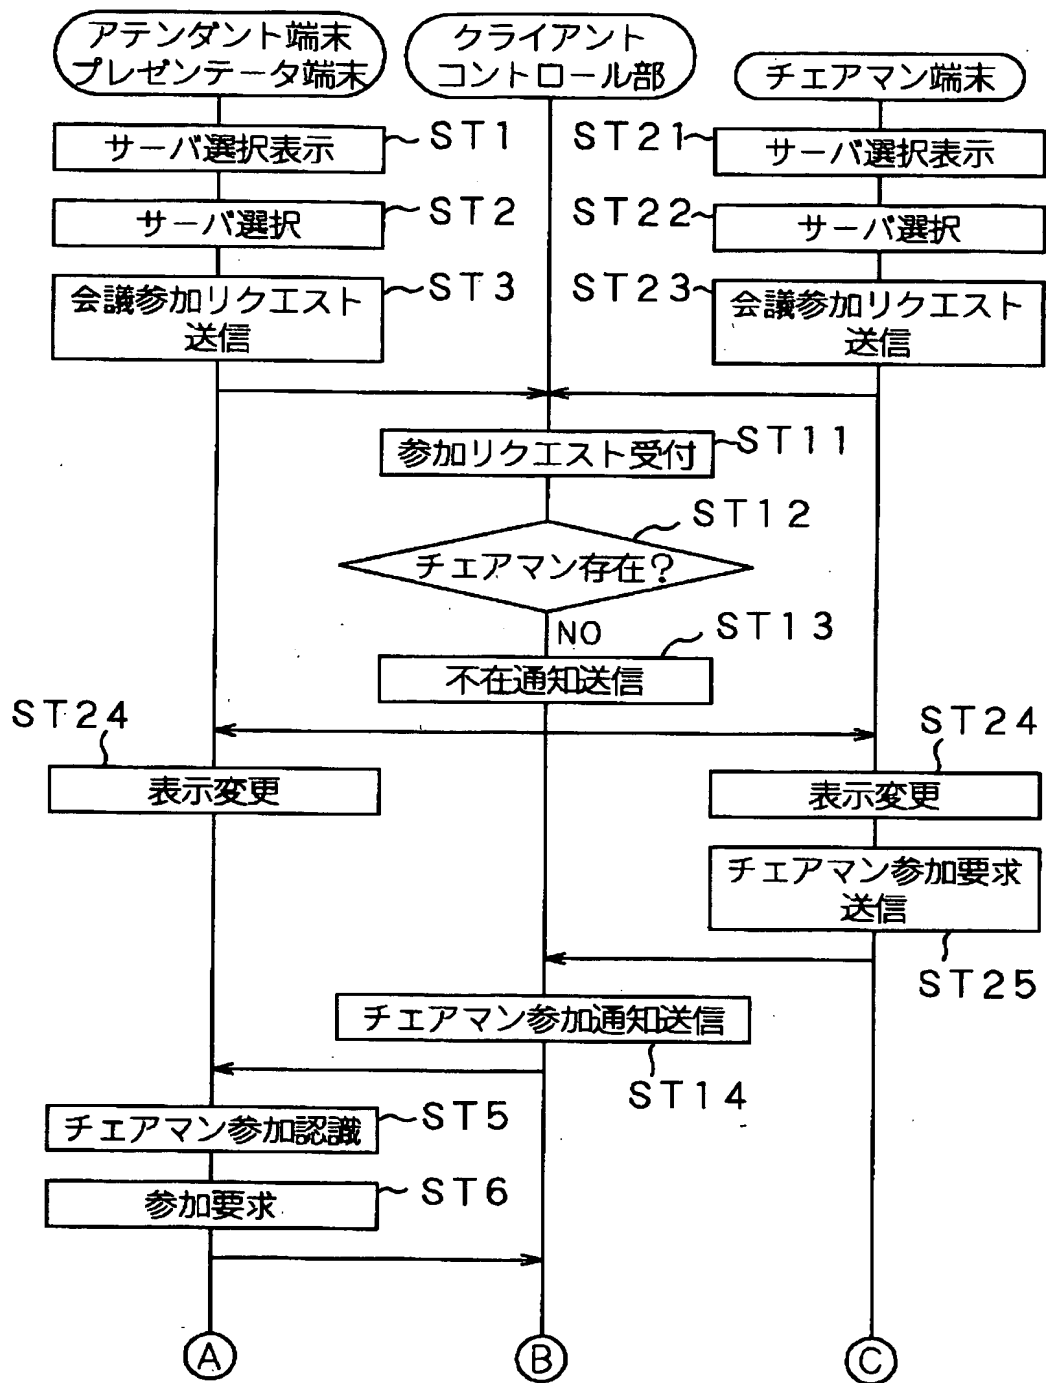 アテンダント端末
プレゼンテータ端末
クライアント
コントロール部
チェアマン端末
サーバ選択表示
ST1
ST21
サーバ選択表示
サーバ選択
ST2
ST22
サーバ選択
会議参加リクエスト
送信
ST3
ST23
会議参加リクエスト
送信
参加リクエスト受付
ST11
ST12
チェアマン存在?
NO
ST13
不在通知送信
ST24
表示変更
ST24
表示変更
チェアマン参加要求
送信
ST25
チェアマン参加通知送信
ST14
チェアマン参加認識
ST5
参加要求
ST6
A
B
C